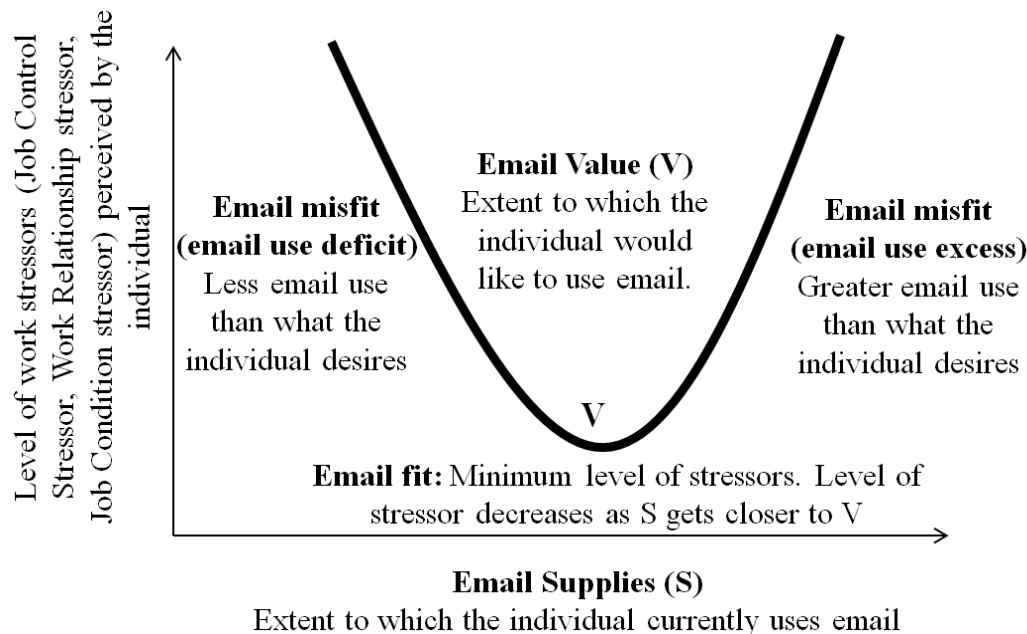 Level of work stressors (Job Control
Stressor, Work Relationship stressor,
Job Condition stressor) perceived by the
individual
Email misfit
(email use deficit)
Less email use
than what the
individual desires
Email Value (V)
Extent to which the
individual would
like to use email.
Email misfit
(email use excess)
Greater email use
than what the
individual desires
V
Email fit: Minimum level of stressors. Level of
stressor decreases as S gets closer to V
Email Supplies (S)
Extent to which the individual currently uses email